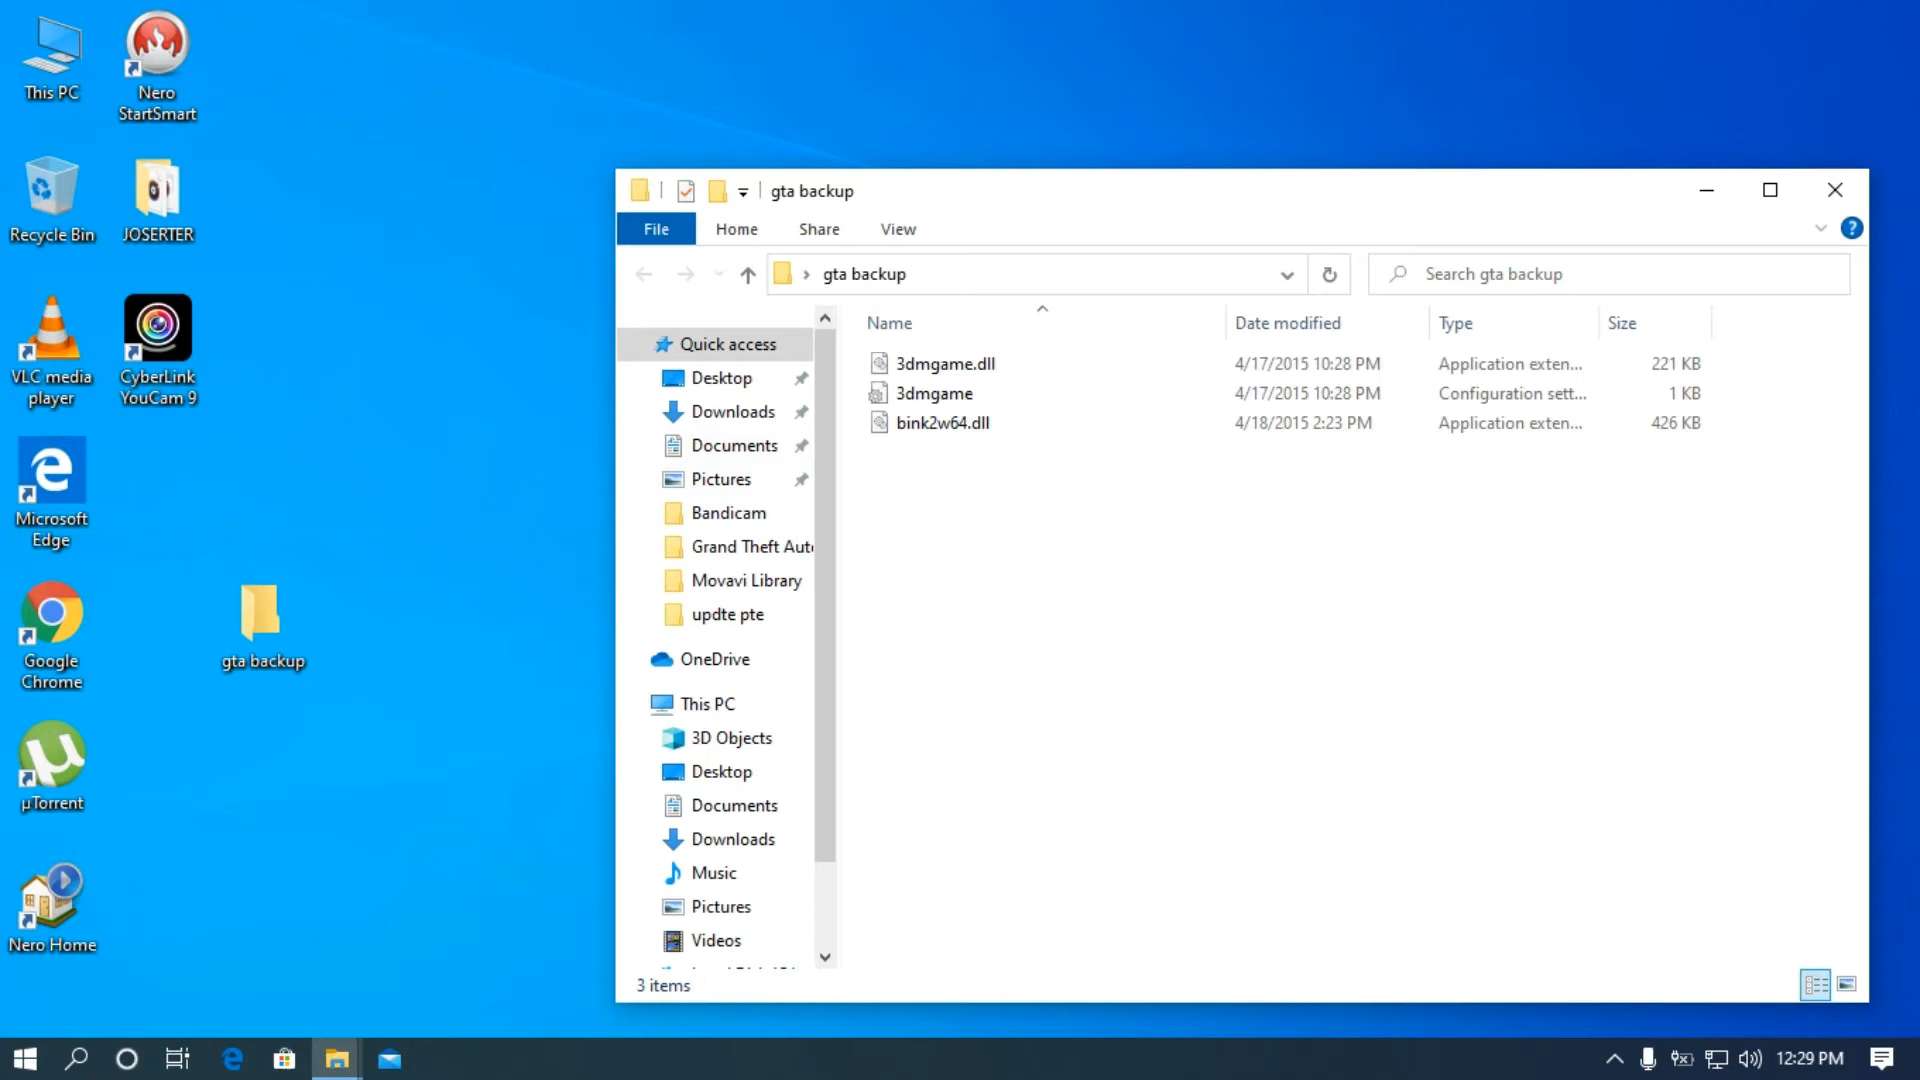 This PC
Nero
StartSmart
Recycle Bin
JOSERTER
VLC media
player
CyberLink
YouCam 9
Microsoft
Edge
Google
Chrome
gta backup
µTorrent
Nero Home
gta backup
File
Home
Share
View
gta backup
Search gta backup
Name
Date modified
Type
Size
3dmgame.dll
4/17/2015 10:28 PM
Application exten...
221 KB
3dmgame
4/17/2015 10:28 PM
Configuration sett...
1 KB
bink2w64.dll
4/18/2015 2:23 PM
Application exten...
426 KB
Quick access
Desktop
Downloads
Documents
Pictures
Bandicam
Grand Theft Aut
Movavi Library
updte pte
OneDrive
This PC
3D Objects
Desktop
Documents
Downloads
Music
Pictures
Videos
3 items
12:29 PM